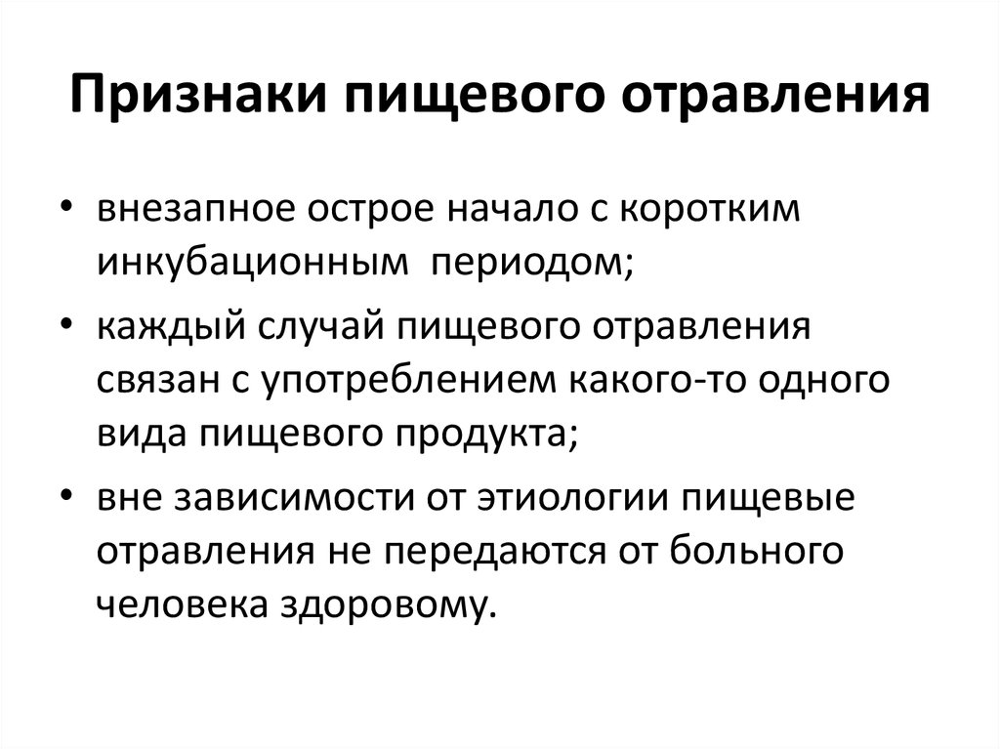 Признаки пищевого отравления
• внезапное острое начало с коротким
инкубационным  периодом;
• каждый случай пищевого отравления
связан с употреблением какого-то одного
вида пищевого продукта;
• вне зависимости от этиологии пищевые
отравления не передаются от больного
человека здоровому.